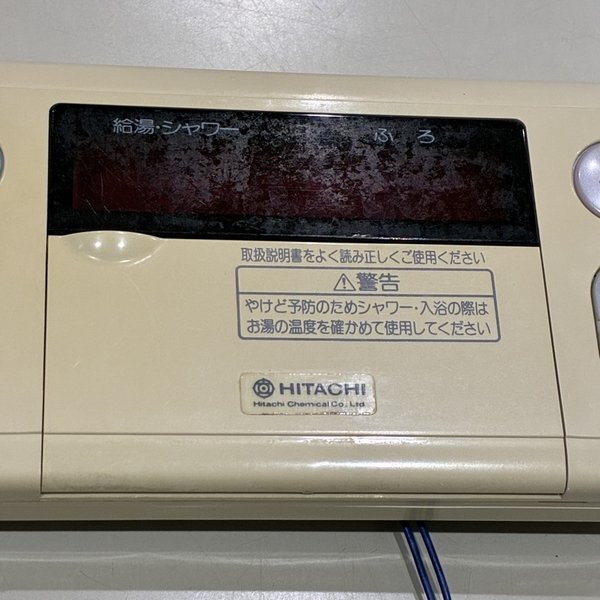 給湯・シャワー ふろ
取扱説明書をよく読み正しくご使用ください
警告
やけど予防のためシャワー・入浴の際は
お湯の温度を確かめて使用してください
HITACHI
Hitachi Chemical Co., Ltd.